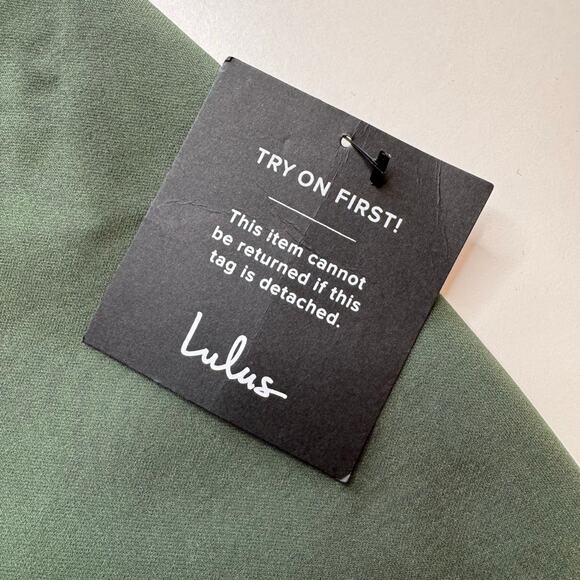 TRY ON FIRST!
This item cannot
be returned if this
tag is detached.
Lulus